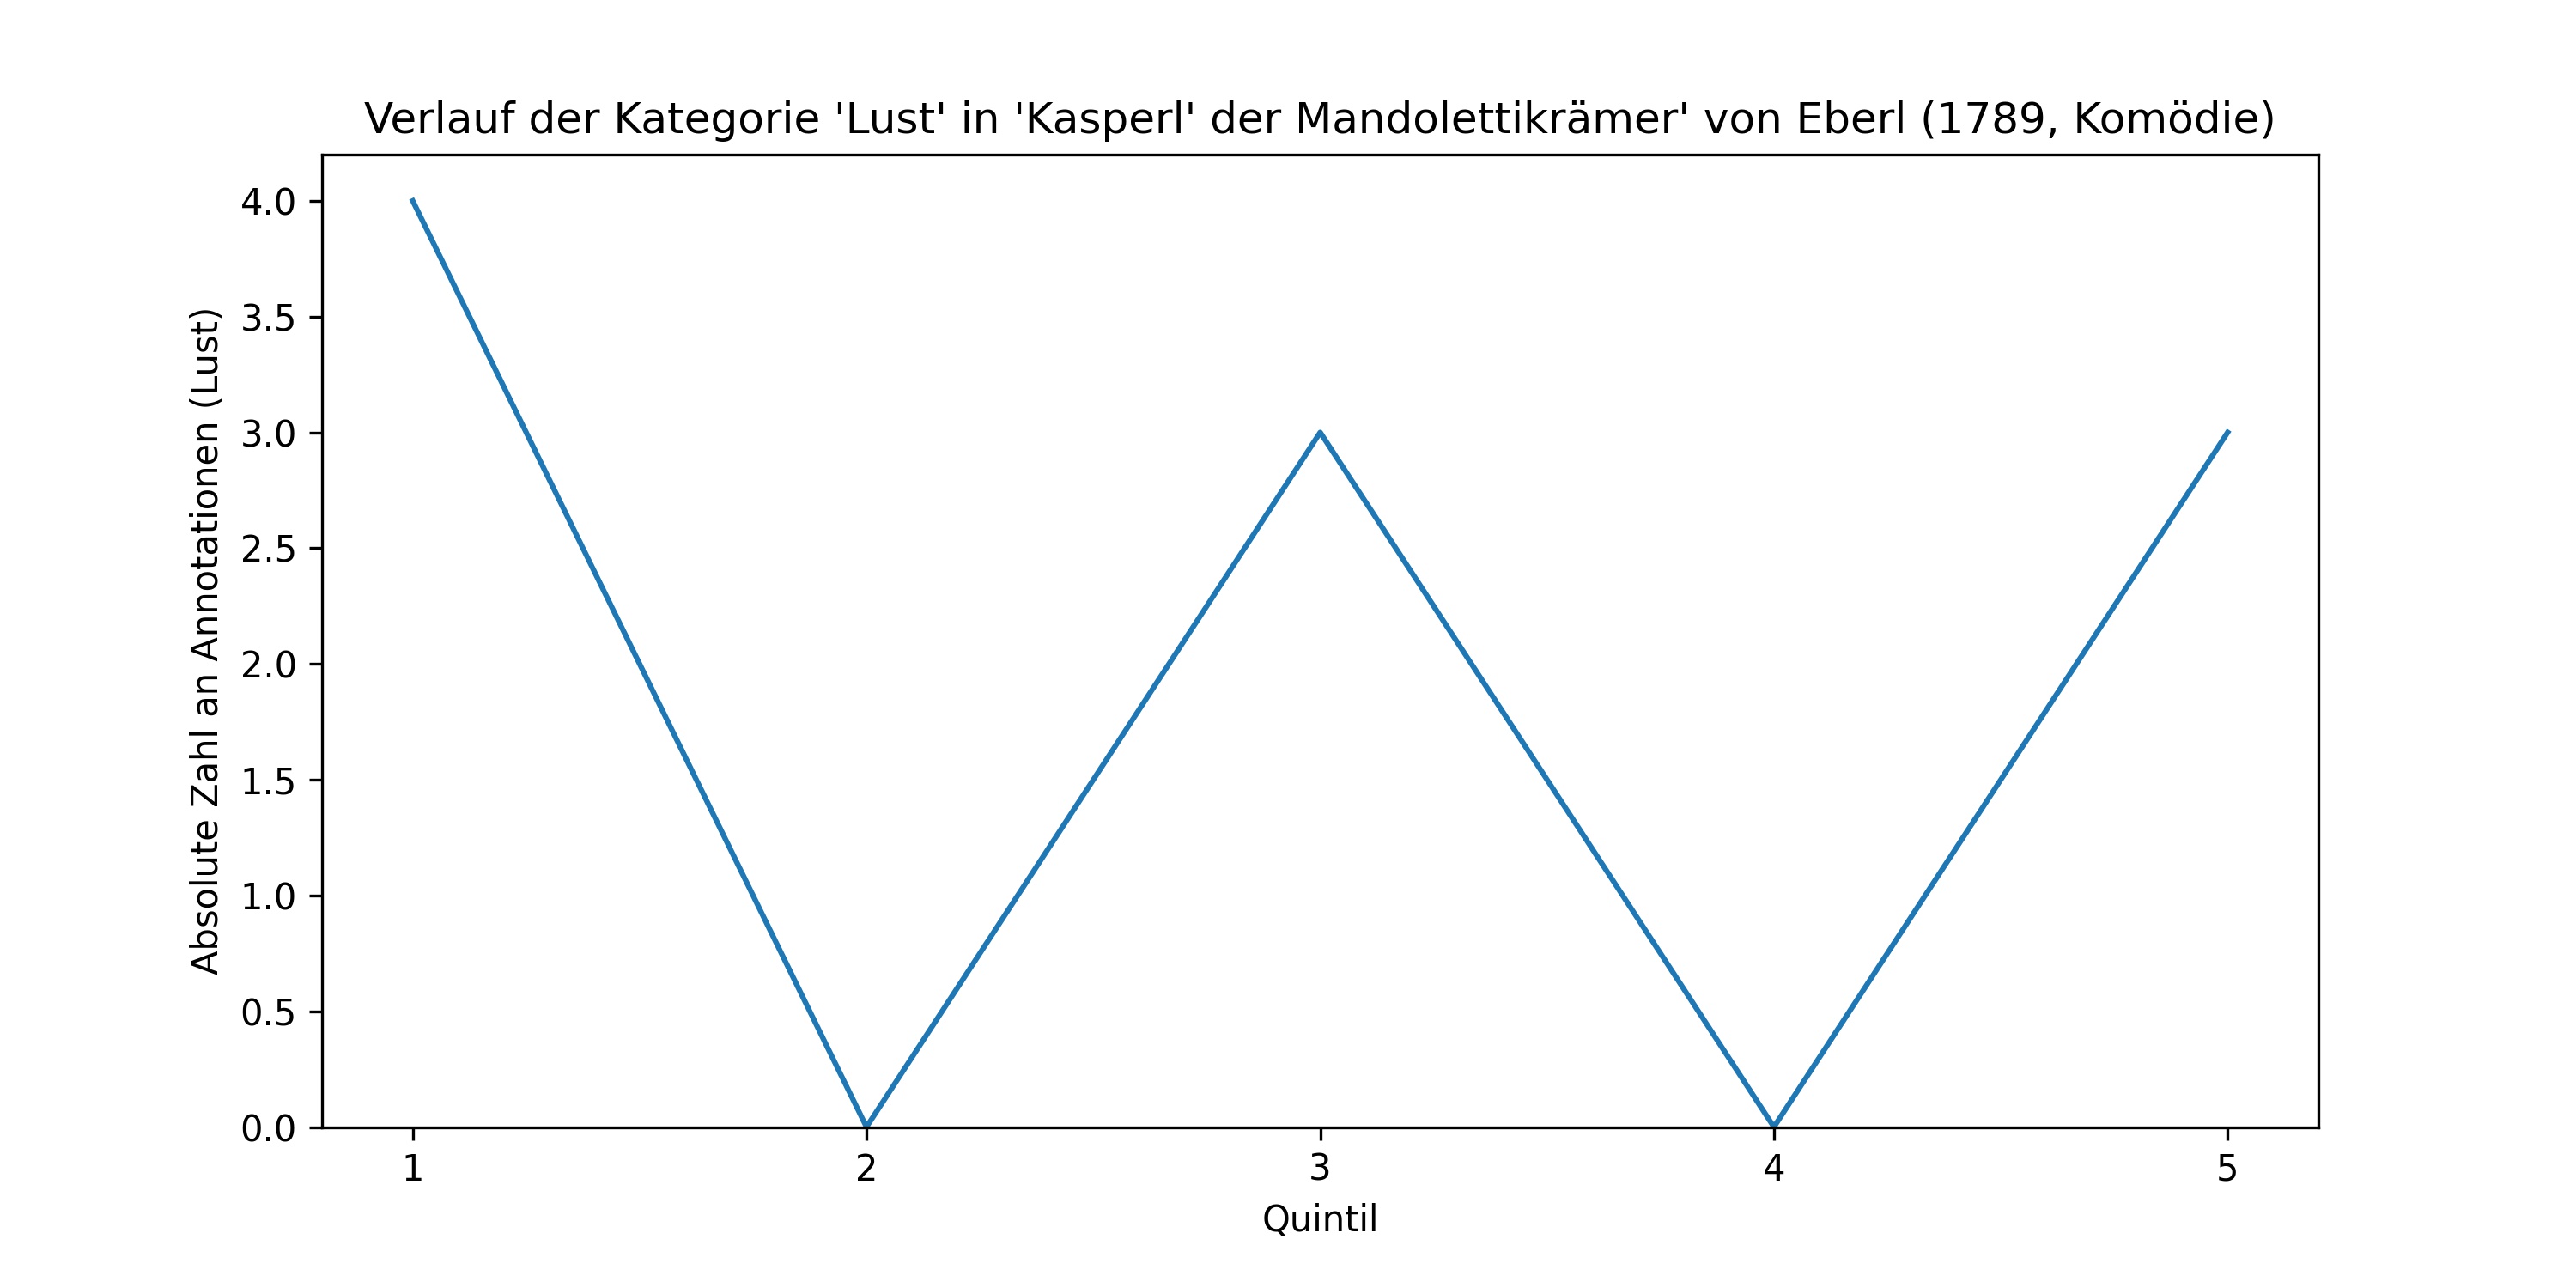 Verlauf der Kategorie 'Lust' in 'Kasperl' der Mandolettikrämer' von Eberl (1789, Komödie)
Absolute Zahl an Annotationen (Lust)
4.0
3.5
3.0
2.5
2.0
1.5
1.0
0.5
0.0
1 2 3 4 5
Quintil